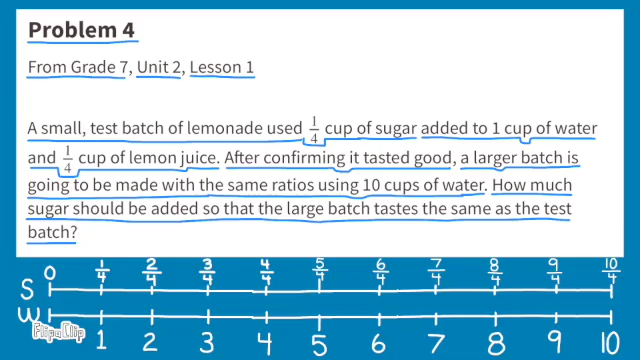 Problem 4
From Grade 7, Unit 2, Lesson 1
A small, test batch of lemonade used 1/4 cup of sugar added to 1 cup of water
and 1/4 cup of lemon juice. After confirming it tasted good, a larger batch is
going to be made with the same ratios using 10 cups of water. How much
sugar should be added so that the large batch tastes the same as the test
batch?
0 1/4 2/4 3/4 4/4 5/4 6/4 7/4 8/4 9/4 10/4
S
W
FlipaClip
1 2 3 4 5 6 7 8 9 10